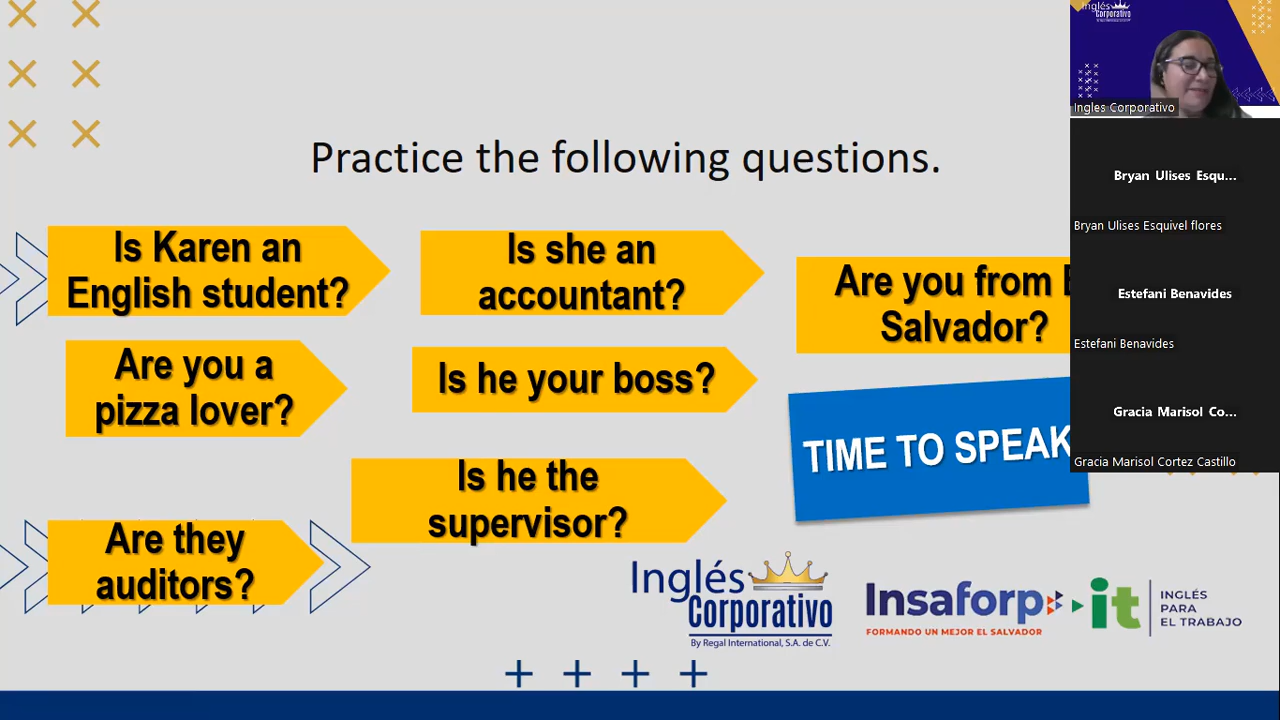 Practice the following questions.
Is Karen an
English student?
Is she an
accountant?
Are you from E
Salvador?
Are you a
pizza lover?
Is he your boss?
TIME TO SPEAK
Is he the
supervisor?
Are they
auditors?
Inglés
Corporativo
By Regal International, S.A. de C.V.
Insaforp
FORMANDO UN MEJOR EL SALVADOR
it
INGLÉS
PARA
EL TRABAJO
Inglés
Corporativo
Ingles Corporativo
Bryan Ulises Esqu...
Bryan Ulises Esquivel flores
Estefani Benavides
Estefani Benavides
Gracia Marisol Co...
Gracia Marisol Cortez Castillo